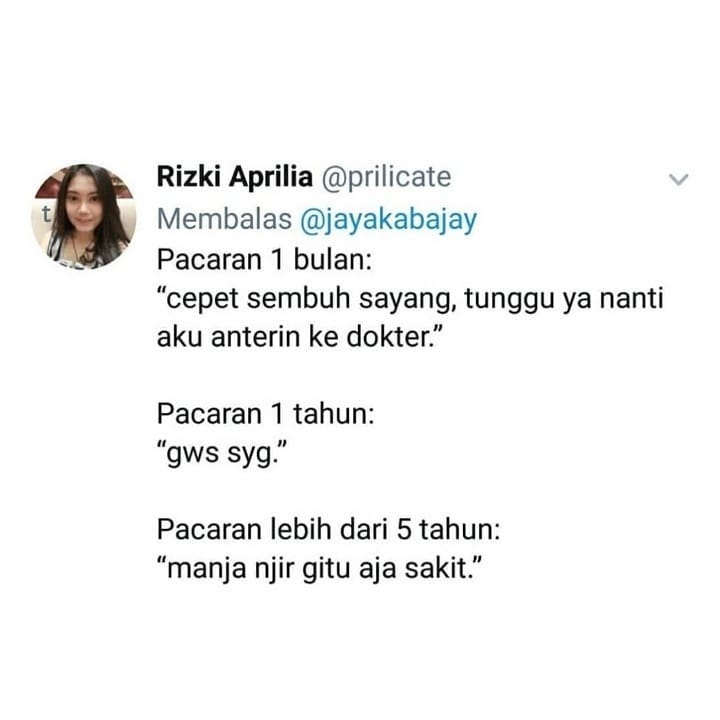 Rizki Aprilia @prilicate
Membalas @jayakabajay
Pacaran 1 bulan:
“cepet sembuh sayang, tunggu ya nanti
aku anterin ke dokter.”
Pacaran 1 tahun:
“gws syg.”
Pacaran lebih dari 5 tahun:
“manja njir gitu aja sakit.”